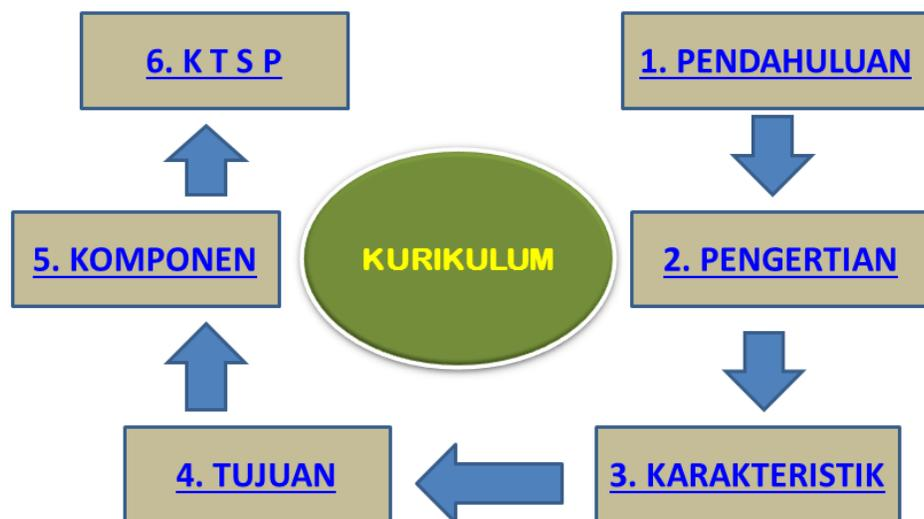 6. K T S P
1. PENDAHULUAN
5. KOMPONEN
KURIKULUM
2. PENGERTIAN
4. TUJUAN
3. KARAKTERISTIK